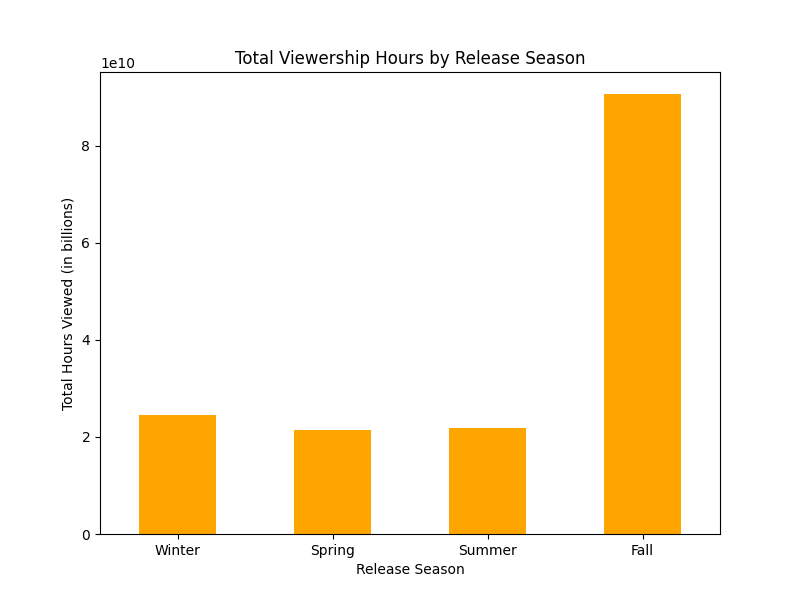 Total Viewership Hours by Release Season
1e10
8
6
4
2
0
Total Hours Viewed (in billions)
Winter Spring Summer Fall
Release Season